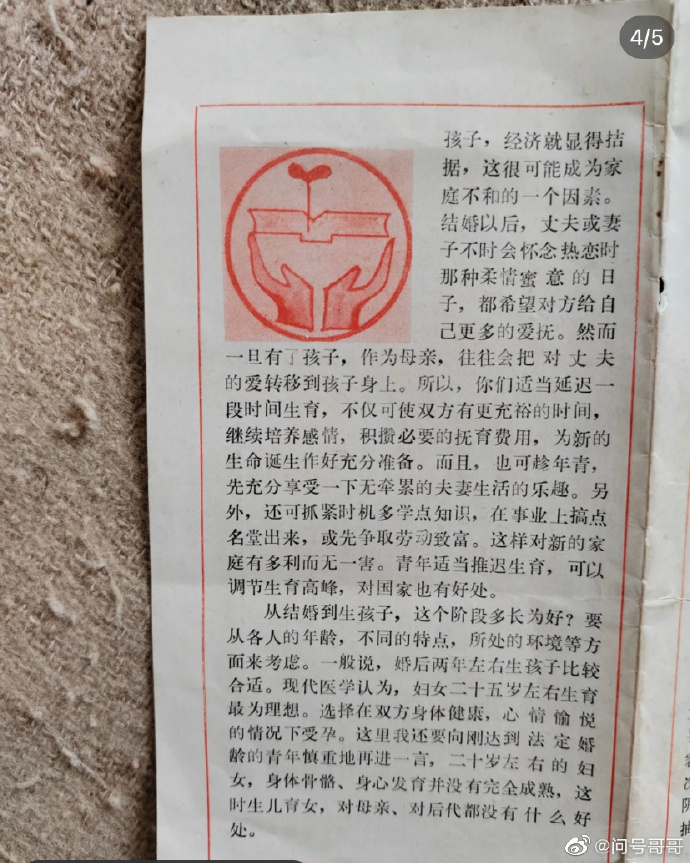 4/5
孩子，经济就显得拮
据，这很可能成为家
庭不和的一个因素。
结婚以后，丈夫或妻
子不时会怀念热恋时
那种柔情蜜意的日
子，都希望对方给自
己更多的爱抚。然而
一旦有了孩子，作为母亲，往往会把对丈夫
的爱转移到孩子身上。所以，你们适当延迟一
段时间生育，不仅可使双方有更充裕的时间，
继续培养感情，积攒必要的抚育费用，为新的
生命诞生作好充分准备。而且，也可趁年青，
先充分享受一下无牵累的夫妻生活的乐趣。另
外，还可抓紧时机多学点知识，在事业上搞点
名堂出来，或先争取劳动致富。这样对新的家
庭有多利而无一害。青年适当推迟生育，可以
调节生育高峰，对国家也有好处。
从结婚到生孩子，这个阶段多长为好？要
从各人的年龄，不同的特点，所处的环境等方
面来考虑。一般说，婚后两年左右生孩子比较
合适。现代医学认为，妇女二十五岁左右生育
最为理想。选择在双方身体健康，心情愉悦
的情况下受孕。这里我还要向刚达到法定婚
龄的青年慎重地再进一言，二十岁左右的妇
女，身体骨骼、身心发育并没有完全成熟，这
时生儿育女，对母亲、对后代都没有什么好
处。
@问号哥哥